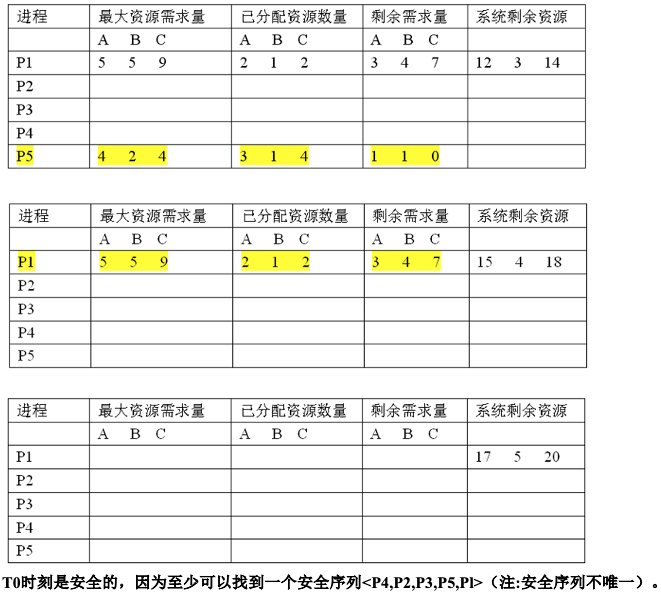 进程 最大资源需求量 已分配资源数量 剩余需求量 系统剩余资源
A B C A B C A B C
P1 5 5 9 2 1 2 3 4 7 12 3 14
P2
P3
P4
P5 4 2 4 3 1 4 1 1 0
进程 最大资源需求量 已分配资源数量 剩余需求量 系统剩余资源
A B C A B C A B C
P1 5 5 9 2 1 2 3 4 7 15 4 18
P2
P3
P4
P5
进程 最大资源需求量 已分配资源数量 剩余需求量 系统剩余资源
A B C A B C A B C
P1 17 5 20
P2
P3
P4
P5
T0时刻是安全的，因为至少可以找到一个安全序列<P4,P2,P3,P5,Pl>（注:安全序列不唯一）。